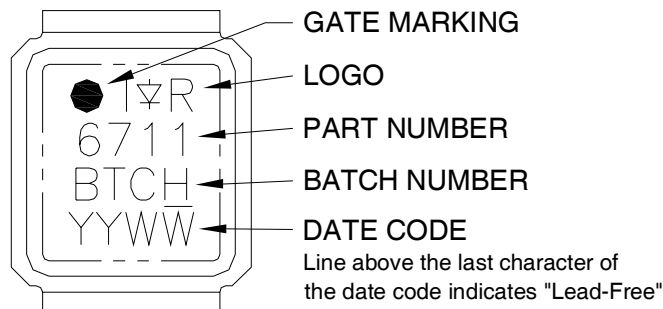 GATE MARKING
I R LOGO
6711 PART NUMBER
BTCH BATCH NUMBER
YYWW̅ DATE CODE
Line above the last character of
the date code indicates "Lead-Free"